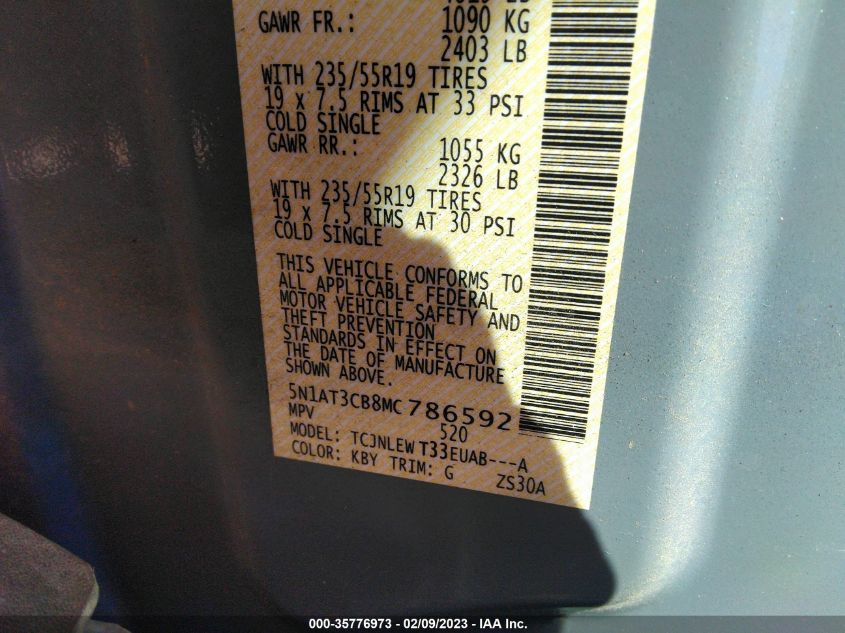 GAWR FR.: 1090 KG
2403 LB
WITH 235/55R19 TIRES
19 x 7.5 RIMS AT 33 PSI
COLD SINGLE
GAWR RR.: 1055 KG
2326 LB
WITH 235/55R19 TIRES
19 x 7.5 RIMS AT 30 PSI
COLD SINGLE
THIS VEHICLE CONFORMS TO
ALL APPLICABLE FEDERAL
MOTOR VEHICLE SAFETY AND
THEFT PREVENTION
STANDARDS IN EFFECT ON
THE DATE OF MANUFACTURE
SHOWN ABOVE.
5N1AT3CB8MC 786592
MPV 520
MODEL: TCJNLEW T33EUAB---A
COLOR: KBY TRIM: G ZS30A
000-35776973 - 02/09/2023 - IAA Inc.